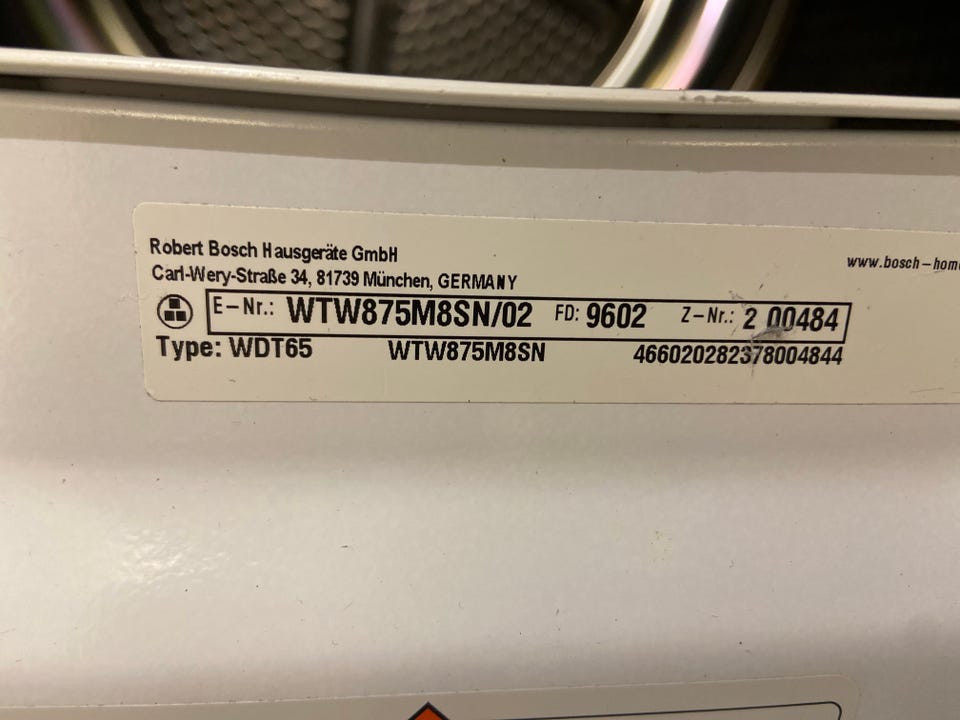 Robert Bosch Hausgeräte GmbH
Carl-Wery-Straße 34, 81739 München, GERMANY
www.bosch-home
E-Nr.: WTW875M8SN/02 FD: 9602 Z-Nr.: 2 00484
Type: WDT65 WTW875M8SN 466020282378004844